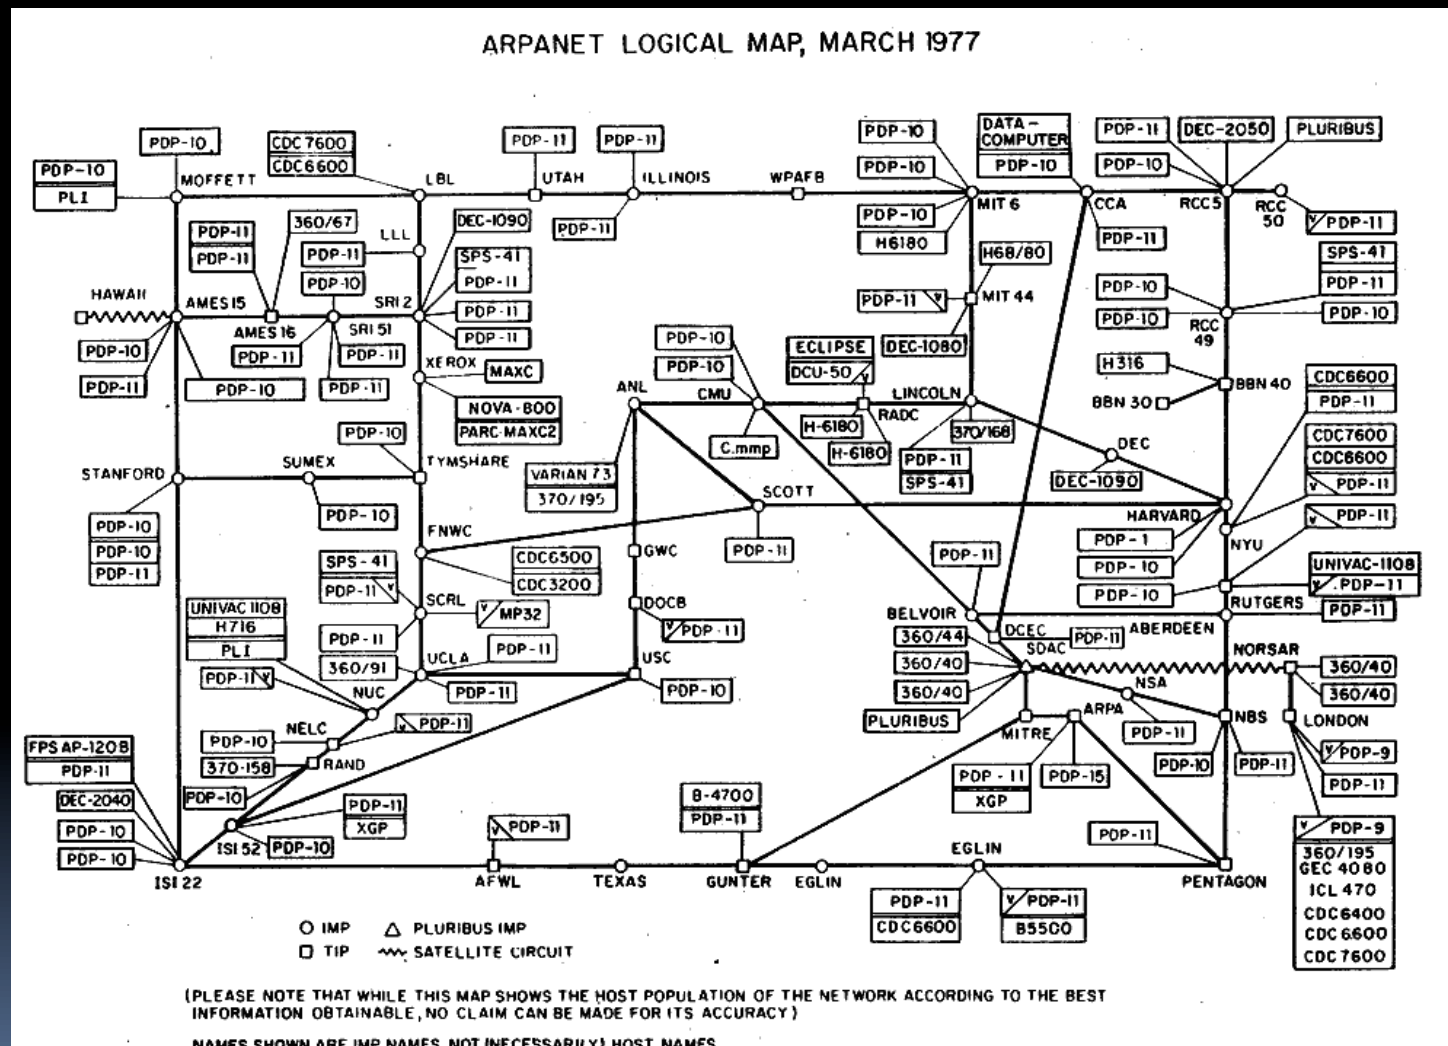 ARPANET LOGICAL MAP, MARCH 1977
PDP-10
CDC7600
CDC6600
PDP-11
PDP-11
PDP-10
DATA-
COMPUTER
PDP-10
PDP-11
DEC-2050
PLURIBUS
PDP-10
PLI
MOFFETT
LBL
UTAH
ILLINOIS
WPAFB
PDP-10
PDP-10
H6180
MIT 6
CCA
PDP-10
RCC5
RCC
50
PDP-11
PDP-11
PDP-11
PDP-11
360/67
LLL
PDP-11
DEC-1090
PDP-11
SPS-41
PDP-11
H68/80
SPS-41
PDP-11
HAWAII
AMES 15
PDP-10
SRI 2
PDP-11
PDP-11
PDP-11
V
MIT 44
PDP-10
PDP-10
AMES 16
SRI 51
PDP-10
PDP-11
PDP-11
PDP-11
PDP-11
PDP-10
RCC
49
PDP-10
XEROX
MAXC
PDP-10
PDP-10
ECLIPSE
DCU-50
V
DEC-1080
H316
BBN 40
BBN 30
CDC6600
PDP-11
NOVA-800
PARC-MAXC2
ANL
CMU
RADC
LINCOLN
H-6180
H-6180
370/168
PDP-11
SPS-41
DEC
DEC-1090
CDC7600
CDC6600
V PDP-11
V PDP-11
STANFORD
SUMEX
PDP-10
TYMSHARE
VARIAN 73
370/195
C.mmp
SCOTT
PDP-11
HARVARD
PDP-10
PDP-10
PDP-11
PDP-10
FNWC
CDC6500
CDC3200
GWC
PDP-1
PDP-10
NYU
SPS-41
PDP-11
V
SCRL
V MP32
PDP-11
DOCB
V PDP-11
PDP-11
PDP-10
RUTGERS
UNIVAC-1108
V PDP-11
PDP-11
UNIVAC 1108
H716
PLI
360/91
UCLA
PDP-11
PDP-11
USC
PDP-10
BELVOIR
360/44
360/40
360/40
PLURIBUS
DCEC
SDAC
PDP-11
ABERDEEN
NORSAR
360/40
360/40
PDP-11
V
NUC
PDP-11
NELC
PDP-10
370-158
RAND
PDP-10
NSA
PDP-11
MITRE
ARPA
NBS
PDP-10
PDP-11
LONDON
V PDP-9
PDP-11
FPS AP-120B
PDP-11
DEC-2040
PDP-10
PDP-10
ISI 52
PDP-11
XGP
PDP-10
V PDP-11
B-4700
PDP-11
PDP-11
XGP
PDP-15
PDP-11
V PDP-9
360/195
GEC 4080
ICL 470
CDC6400
CDC6600
CDC7600
ISI 22
AFWL
TEXAS
GUNTER
EGLIN
EGLIN
PENTAGON
PDP-11
CDC6600
V PDP-11
B5500
IMP
PLURIBUS IMP
TIP
SATELLITE CIRCUIT
(PLEASE NOTE THAT WHILE THIS MAP SHOWS THE HOST POPULATION OF THE NETWORK ACCORDING TO THE BEST
INFORMATION OBTAINABLE, NO CLAIM CAN BE MADE FOR ITS ACCURACY)
NAMES SHOWN ARE IMP NAMES, NOT (NECESSARILY) HOST NAMES